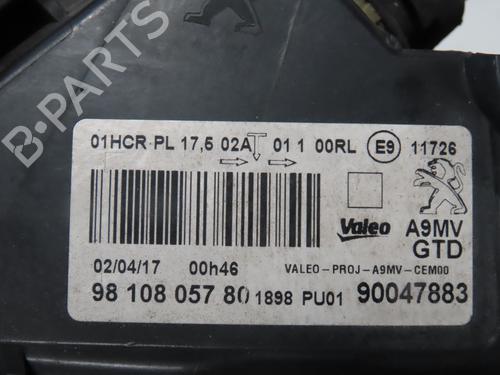 B-PARTS
01HCR PL 17,5 02A 01 1 00RL E9 11726
Valeo A9MV
GTD
02/04/17 00h46 VALEO-PROJ-A9MV-CEM00
98 108 057 80 1898 PU01 90047883